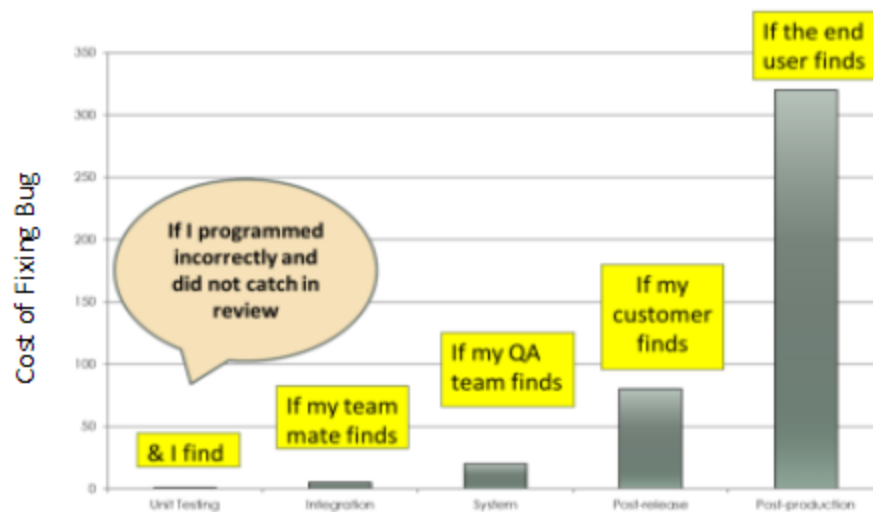 Cost of Fixing Bug
350
300
250
200
150
100
50
0
If I programmed
incorrectly and
did not catch in
review
& I find
If my team
mate finds
If my QA
team finds
If my
customer
finds
If the end
user finds
Unit Testing
Integration
System
Post-release
Post-production